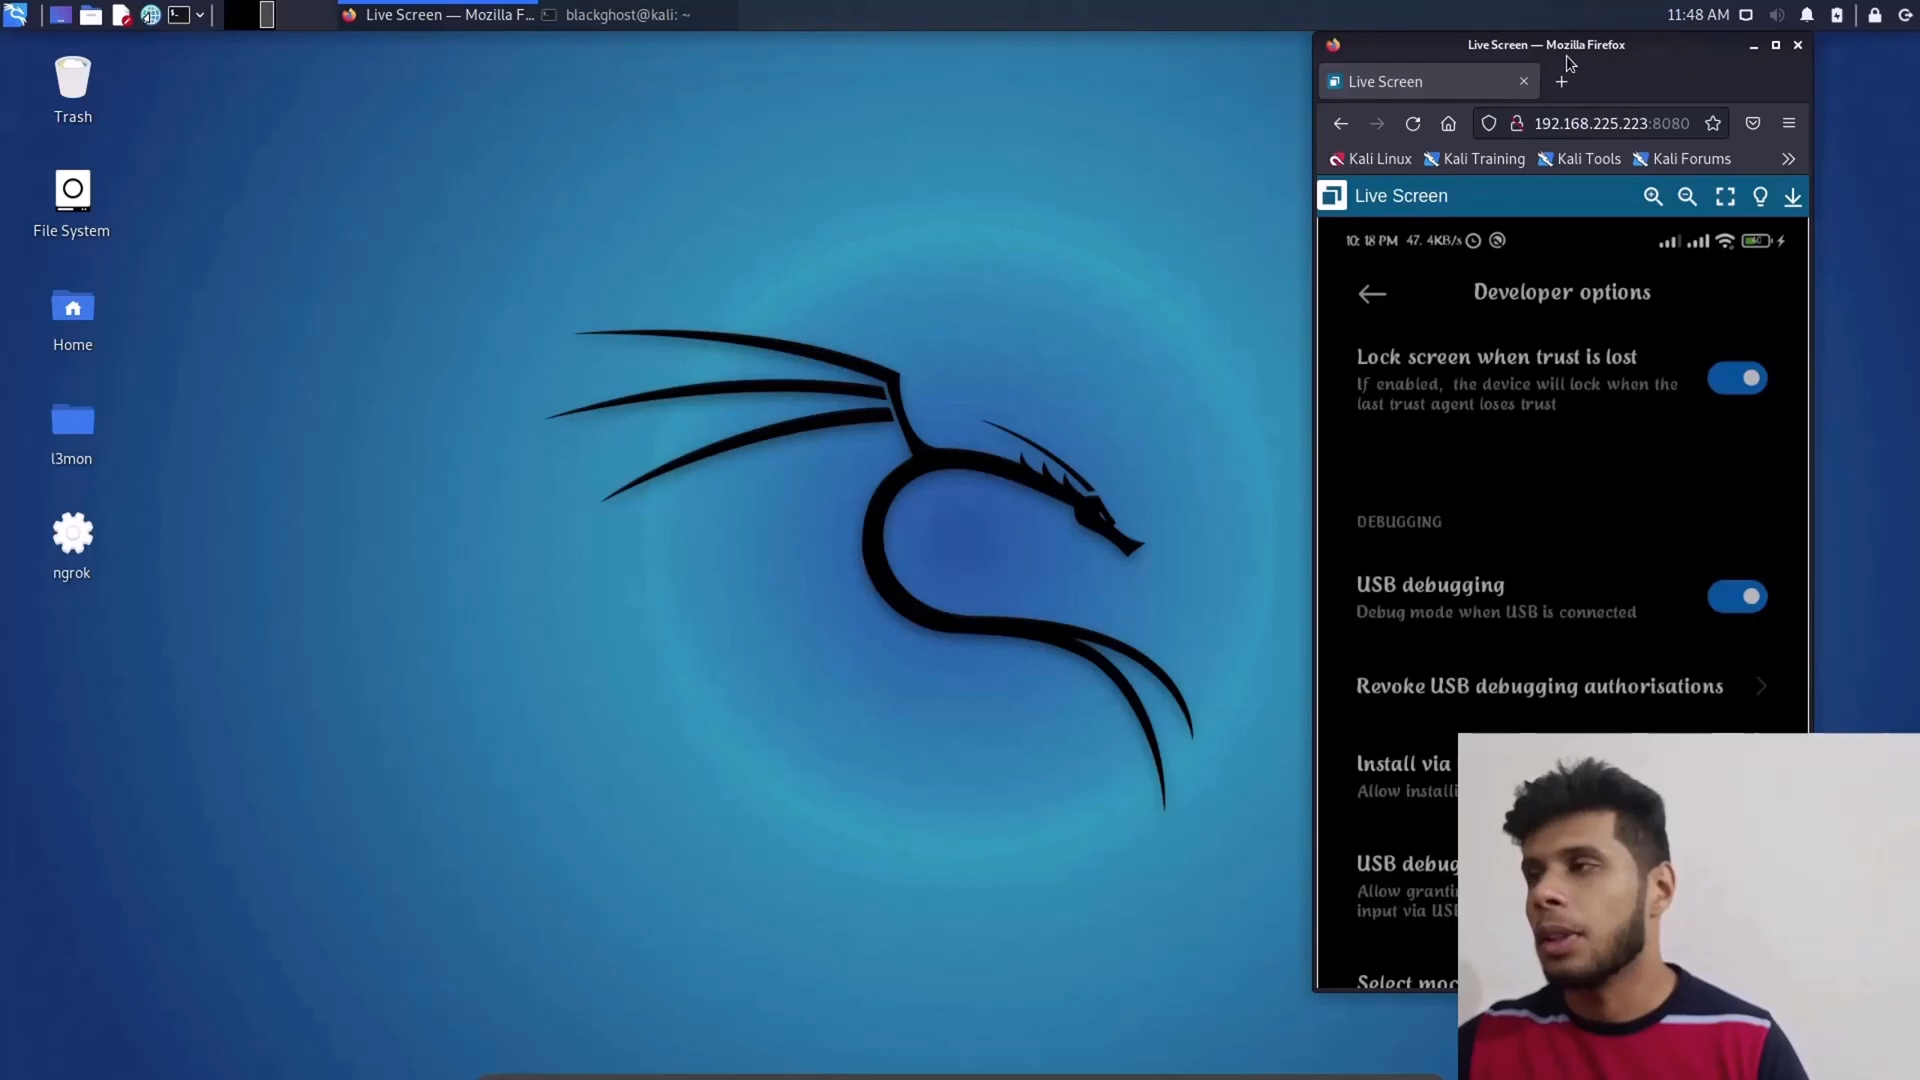 Live Screen — Mozilla F...
blackghost@kali: ~
11:48 AM
Trash
File System
Home
l3mon
ngrok
Live Screen — Mozilla Firefox
Live Screen
192.168.225.223:8080
Kali Linux
Kali Training
Kali Tools
Kali Forums
Live Screen
10:18 PM 47.4KB/s
Developer options
Lock screen when trust is lost
If enabled, the device will lock when the
last trust agent loses trust
DEBUGGING
USB debugging
Debug mode when USB is connected
Revoke USB debugging authorisations
Install via
Allow install
USB debug
Allow granti
input via USB
Select moc